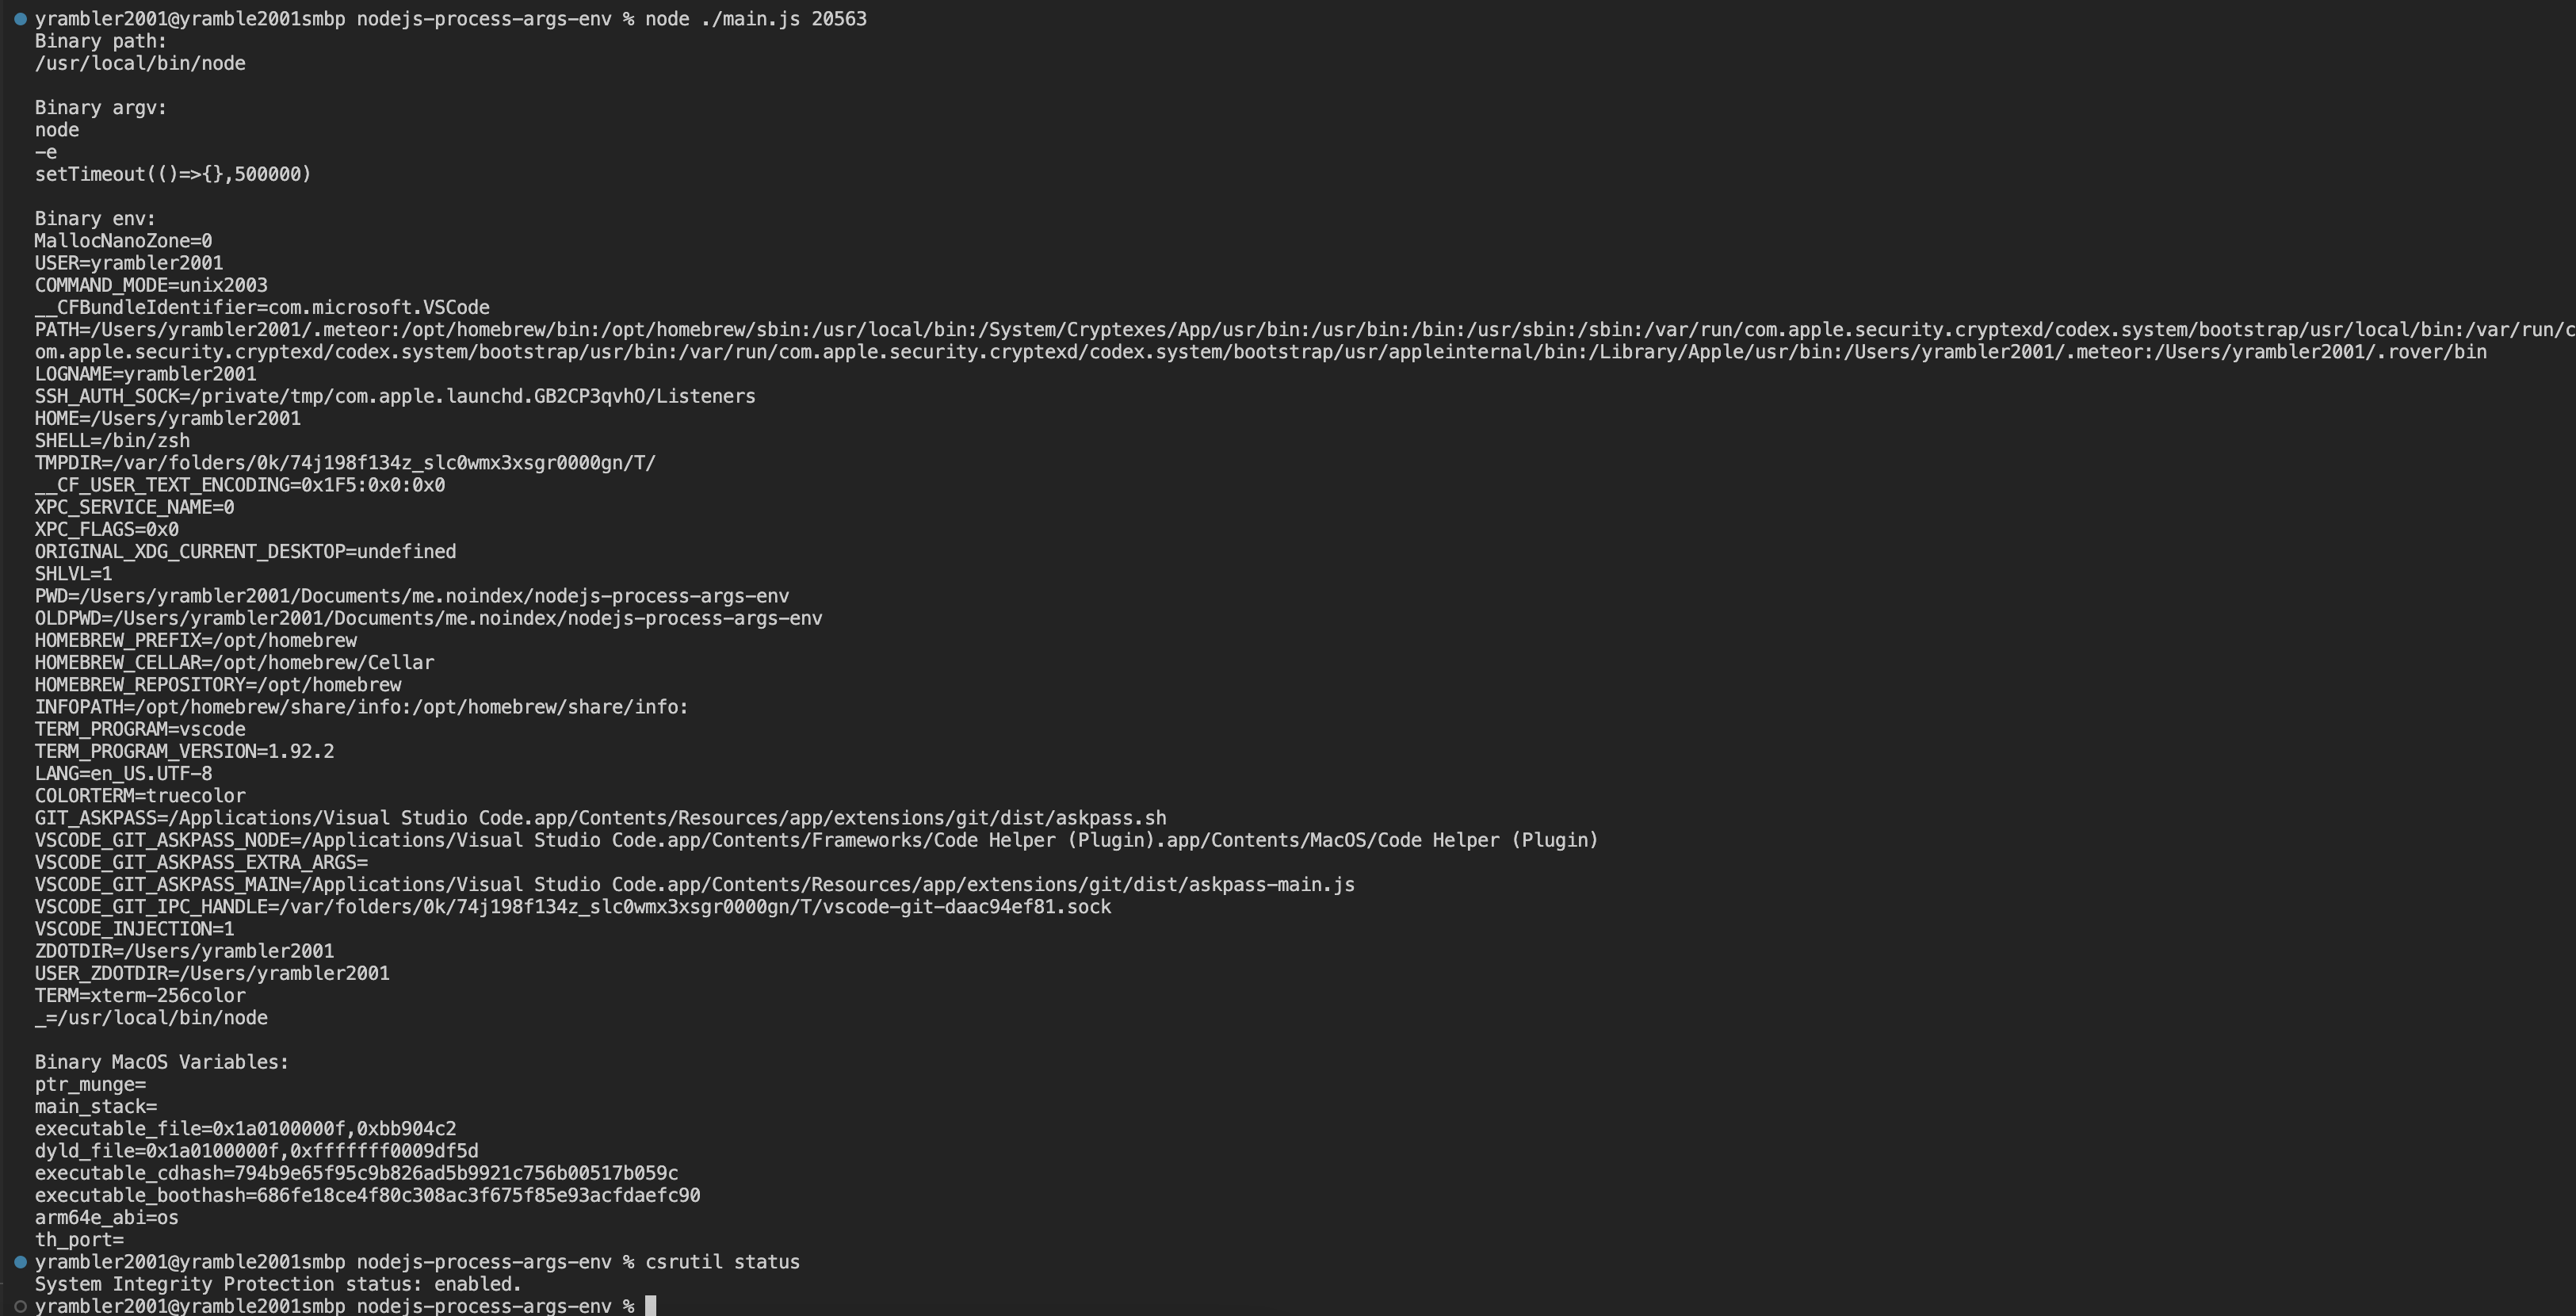 yrambler2001@yramble2001smbp nodejs-process-args-env % node ./main.js 20563
Binary path:
/usr/local/bin/node

Binary argv:
node
-e
setTimeout(()=>{},500000)

Binary env:
MallocNanoZone=0
USER=yrambler2001
COMMAND_MODE=unix2003
__CFBundleIdentifier=com.microsoft.VSCode
PATH=/Users/yrambler2001/.meteor:/opt/homebrew/bin:/opt/homebrew/sbin:/usr/local/bin:/System/Cryptexes/App/usr/bin:/usr/bin:/bin:/usr/sbin:/sbin:/var/run/com.apple.security.cryptexd/codex.system/bootstrap/usr/local/bin:/var/run/c
om.apple.security.cryptexd/codex.system/bootstrap/usr/bin:/var/run/com.apple.security.cryptexd/codex.system/bootstrap/usr/appleinternal/bin:/Library/Apple/usr/bin:/Users/yrambler2001/.meteor:/Users/yrambler2001/.rover/bin
LOGNAME=yrambler2001
SSH_AUTH_SOCK=/private/tmp/com.apple.launchd.GB2CP3qvhO/Listeners
HOME=/Users/yrambler2001
SHELL=/bin/zsh
TMPDIR=/var/folders/0k/74j198f134z_slc0wmx3xsgr0000gn/T/
__CF_USER_TEXT_ENCODING=0x1F5:0x0:0x0
XPC_SERVICE_NAME=0
XPC_FLAGS=0x0
ORIGINAL_XDG_CURRENT_DESKTOP=undefined
SHLVL=1
PWD=/Users/yrambler2001/Documents/me.noindex/nodejs-process-args-env
OLDPWD=/Users/yrambler2001/Documents/me.noindex/nodejs-process-args-env
HOMEBREW_PREFIX=/opt/homebrew
HOMEBREW_CELLAR=/opt/homebrew/Cellar
HOMEBREW_REPOSITORY=/opt/homebrew
INFOPATH=/opt/homebrew/share/info:/opt/homebrew/share/info:
TERM_PROGRAM=vscode
TERM_PROGRAM_VERSION=1.92.2
LANG=en_US.UTF-8
COLORTERM=truecolor
GIT_ASKPASS=/Applications/Visual Studio Code.app/Contents/Resources/app/extensions/git/dist/askpass.sh
VSCODE_GIT_ASKPASS_NODE=/Applications/Visual Studio Code.app/Contents/Frameworks/Code Helper (Plugin).app/Contents/MacOS/Code Helper (Plugin)
VSCODE_GIT_ASKPASS_EXTRA_ARGS=
VSCODE_GIT_ASKPASS_MAIN=/Applications/Visual Studio Code.app/Contents/Resources/app/extensions/git/dist/askpass-main.js
VSCODE_GIT_IPC_HANDLE=/var/folders/0k/74j198f134z_slc0wmx3xsgr0000gn/T/vscode-git-daac94ef81.sock
VSCODE_INJECTION=1
ZDOTDIR=/Users/yrambler2001
USER_ZDOTDIR=/Users/yrambler2001
TERM=xterm-256color
_=/usr/local/bin/node

Binary MacOS Variables:
ptr_munge=
main_stack=
executable_file=0x1a0100000f,0xbb904c2
dyld_file=0x1a0100000f,0xfffffff0009df5d
executable_cdhash=794b9e65f95c9b826ad5b9921c756b00517b059c
executable_boothash=686fe18ce4f80c308ac3f675f85e93acfdaefc90
arm64e_abi=os
th_port=
yrambler2001@yramble2001smbp nodejs-process-args-env % csrutil status
System Integrity Protection status: enabled.
yrambler2001@yramble2001smbp nodejs-process-args-env %